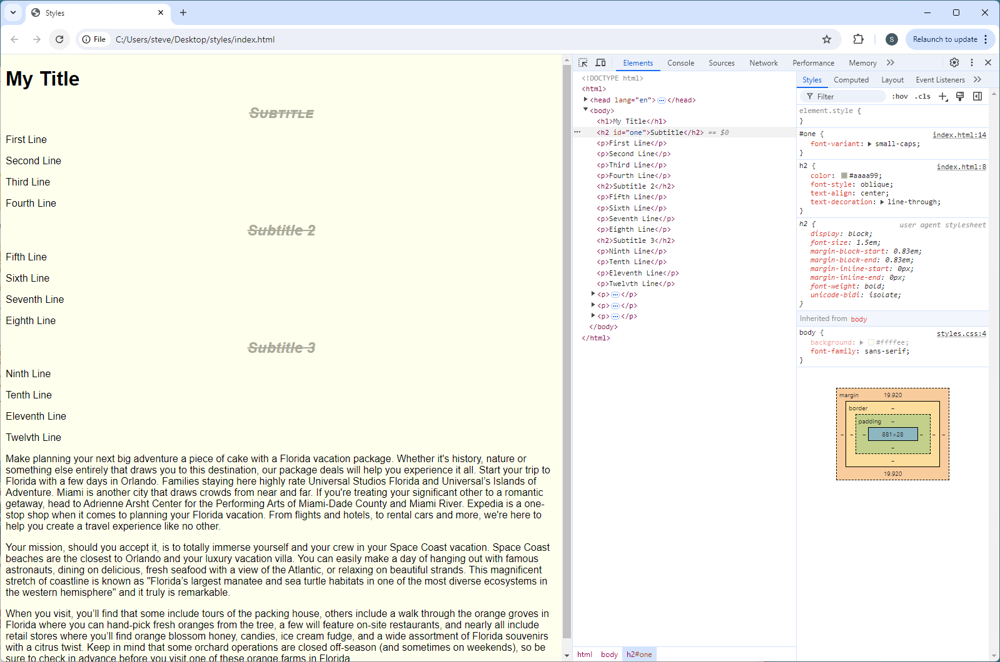 Styles
File
C:/Users/steve/Desktop/styles/index.html
S
Relaunch to update
My Title
Subtitle
First Line
Second Line
Third Line
Fourth Line
Subtitle 2
Fifth Line
Sixth Line
Seventh Line
Eighth Line
Subtitle 3
Ninth Line
Tenth Line
Eleventh Line
Twelvth Line
Make planning your next big adventure a piece of cake with a Florida vacation package. Whether it's history, nature or
something else entirely that draws you to this destination, our package deals will help you experience it all. Start your trip to
Florida with a few days in Orlando. Families staying here highly rate Universal Studios Florida and Universal's Islands of
Adventure. Miami is another city that draws crowds from near and far. If you're treating your significant other to a romantic
getaway, head to Adrienne Arsht Center for the Performing Arts of Miami-Dade County and Miami River. Expedia is a one-
stop shop when it comes to planning your Florida vacation. From flights and hotels, to rental cars and more, we're here to
help you create a travel experience like no other.
Your mission, should you accept it, is to totally immerse yourself and your crew in your Space Coast vacation. Space Coast
beaches are the closest to Orlando and your luxury vacation villa. You can easily make a day of hanging out with famous
astronauts, dining on delicious, fresh seafood with a view of the Atlantic, or relaxing on beautiful strands. This magnificent
stretch of coastline is known as "Florida’s largest manatee and sea turtle habitats in one of the most diverse ecosystems in
the western hemisphere" and it truly is remarkable.
When you visit, you’ll find that some include tours of the packing house, others include a walk through the orange groves in
Florida where you can hand-pick fresh oranges from the tree, a few will feature on-site restaurants, and nearly all include
retail stores where you’ll find orange blossom honey, candies, ice cream fudge, and a wide assortment of Florida souvenirs
with a citrus twist. Keep in mind that some orchard operations are closed off-season (and sometimes on weekends), so be
sure to check in advance before you visit one of these orange farms in Florida
Elements Console Sources Network Performance Memory
<!DOCTYPE html>
<html>
<head lang="en"> ⋯ </head>
<body>
<h1>My Title</h1>
<h2 id="one">Subtitle</h2> == $0
<p>First Line</p>
<p>Second Line</p>
<p>Third Line</p>
<p>Fourth Line</p>
<h2>Subtitle 2</h2>
<p>Fifth Line</p>
<p>Sixth Line</p>
<p>Seventh Line</p>
<p>Eighth Line</p>
<h2>Subtitle 3</h2>
<p>Ninth Line</p>
<p>Tenth Line</p>
<p>Eleventh Line</p>
<p>Twelvth Line</p>
<p> ⋯ </p>
<p> ⋯ </p>
<p> ⋯ </p>
</body>
</html>
html body h2#one
Styles Computed Layout Event Listeners
Filter :hov .cls
element.style {
}
#one { index.html:14
font-variant: small-caps;
}
h2 { index.html:8
color: #aaaa99;
font-style: oblique;
text-align: center;
text-decoration: line-through;
}
h2 { user agent stylesheet
display: block;
font-size: 1.5em;
margin-block-start: 0.83em;
margin-block-end: 0.83em;
margin-inline-start: 0px;
margin-inline-end: 0px;
font-weight: bold;
unicode-bidi: isolate;
}
Inherited from body
body { styles.css:4
background: #ffffee;
font-family: sans-serif;
}
margin 19.920
border –
padding –
– – – 881×28 – – –
–
–
19.920